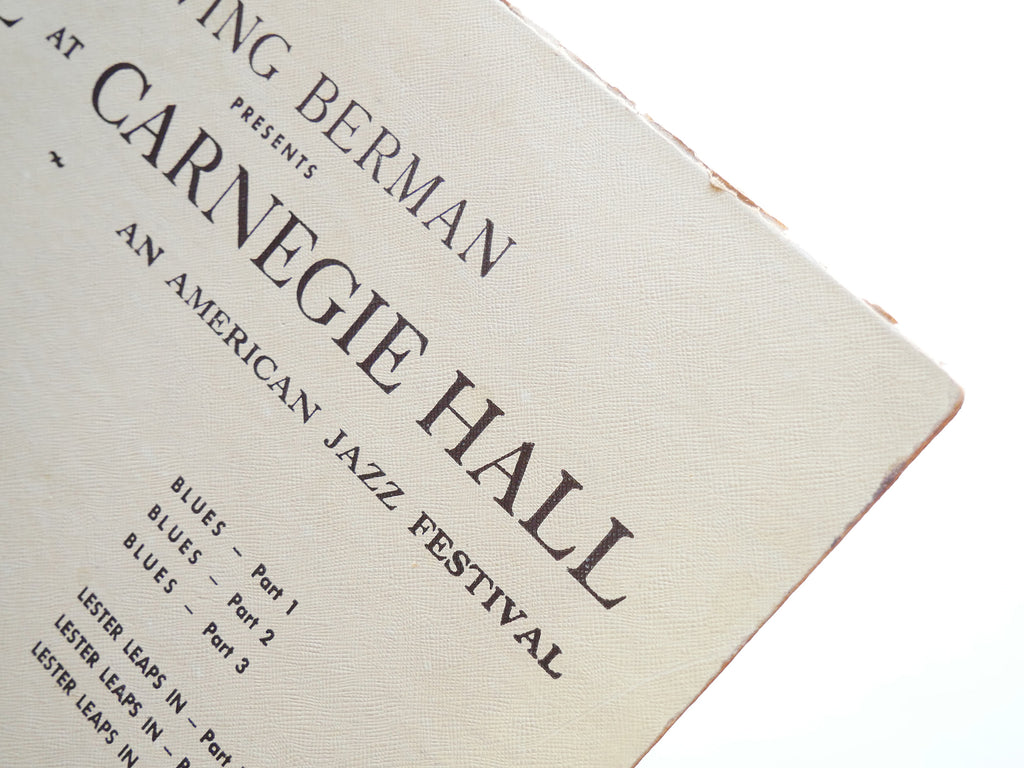 BERMAN
PRESENTS
AT CARNEGIE HALL
~
AN AMERICAN JAZZ FESTIVAL
BLUES – Part 1
BLUES – Part 2
BLUES – Part 3
LESTER LEAPS IN – Part
LESTER LEAPS IN –
LESTER LEAPS IN